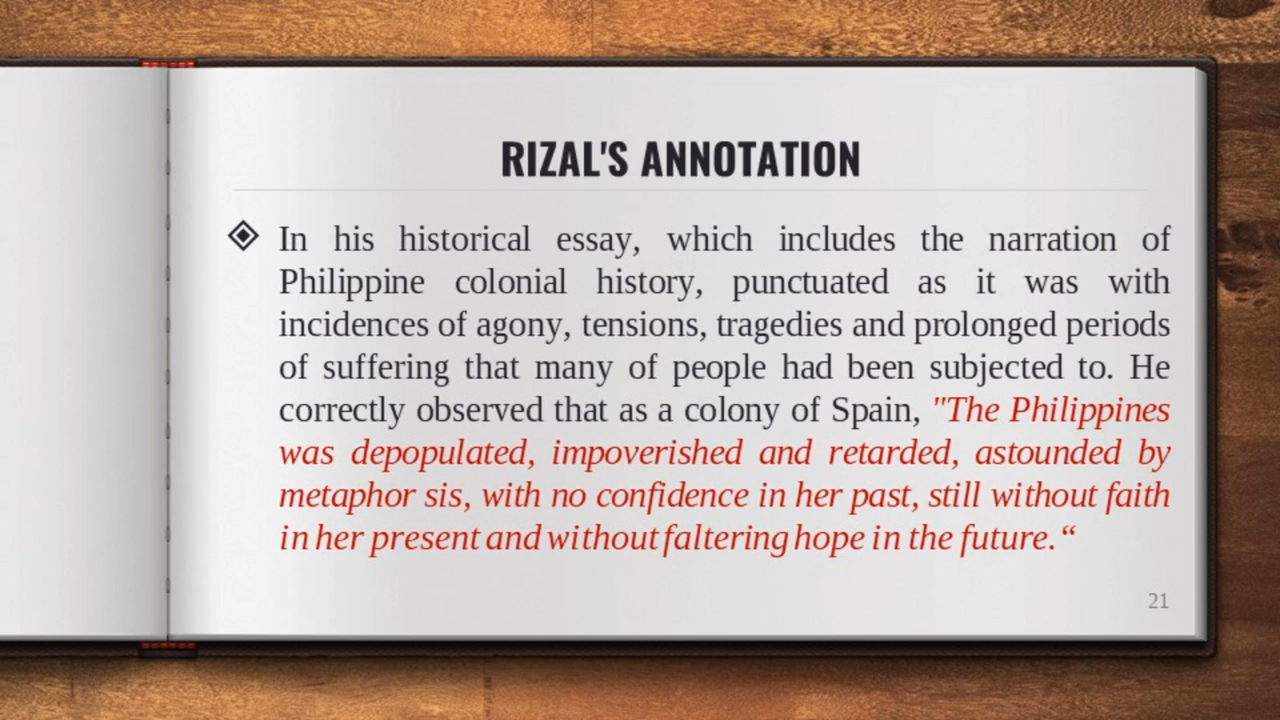 RIZAL'S ANNOTATION
In his historical essay, which includes the narration of
Philippine colonial history, punctuated as it was with
incidences of agony, tensions, tragedies and prolonged periods
of suffering that many of people had been subjected to. He
correctly observed that as a colony of Spain, "The Philippines
was depopulated, impoverished and retarded, astounded by
metaphor sis, with no confidence in her past, still without faith
in her present and without faltering hope in the future.“
21